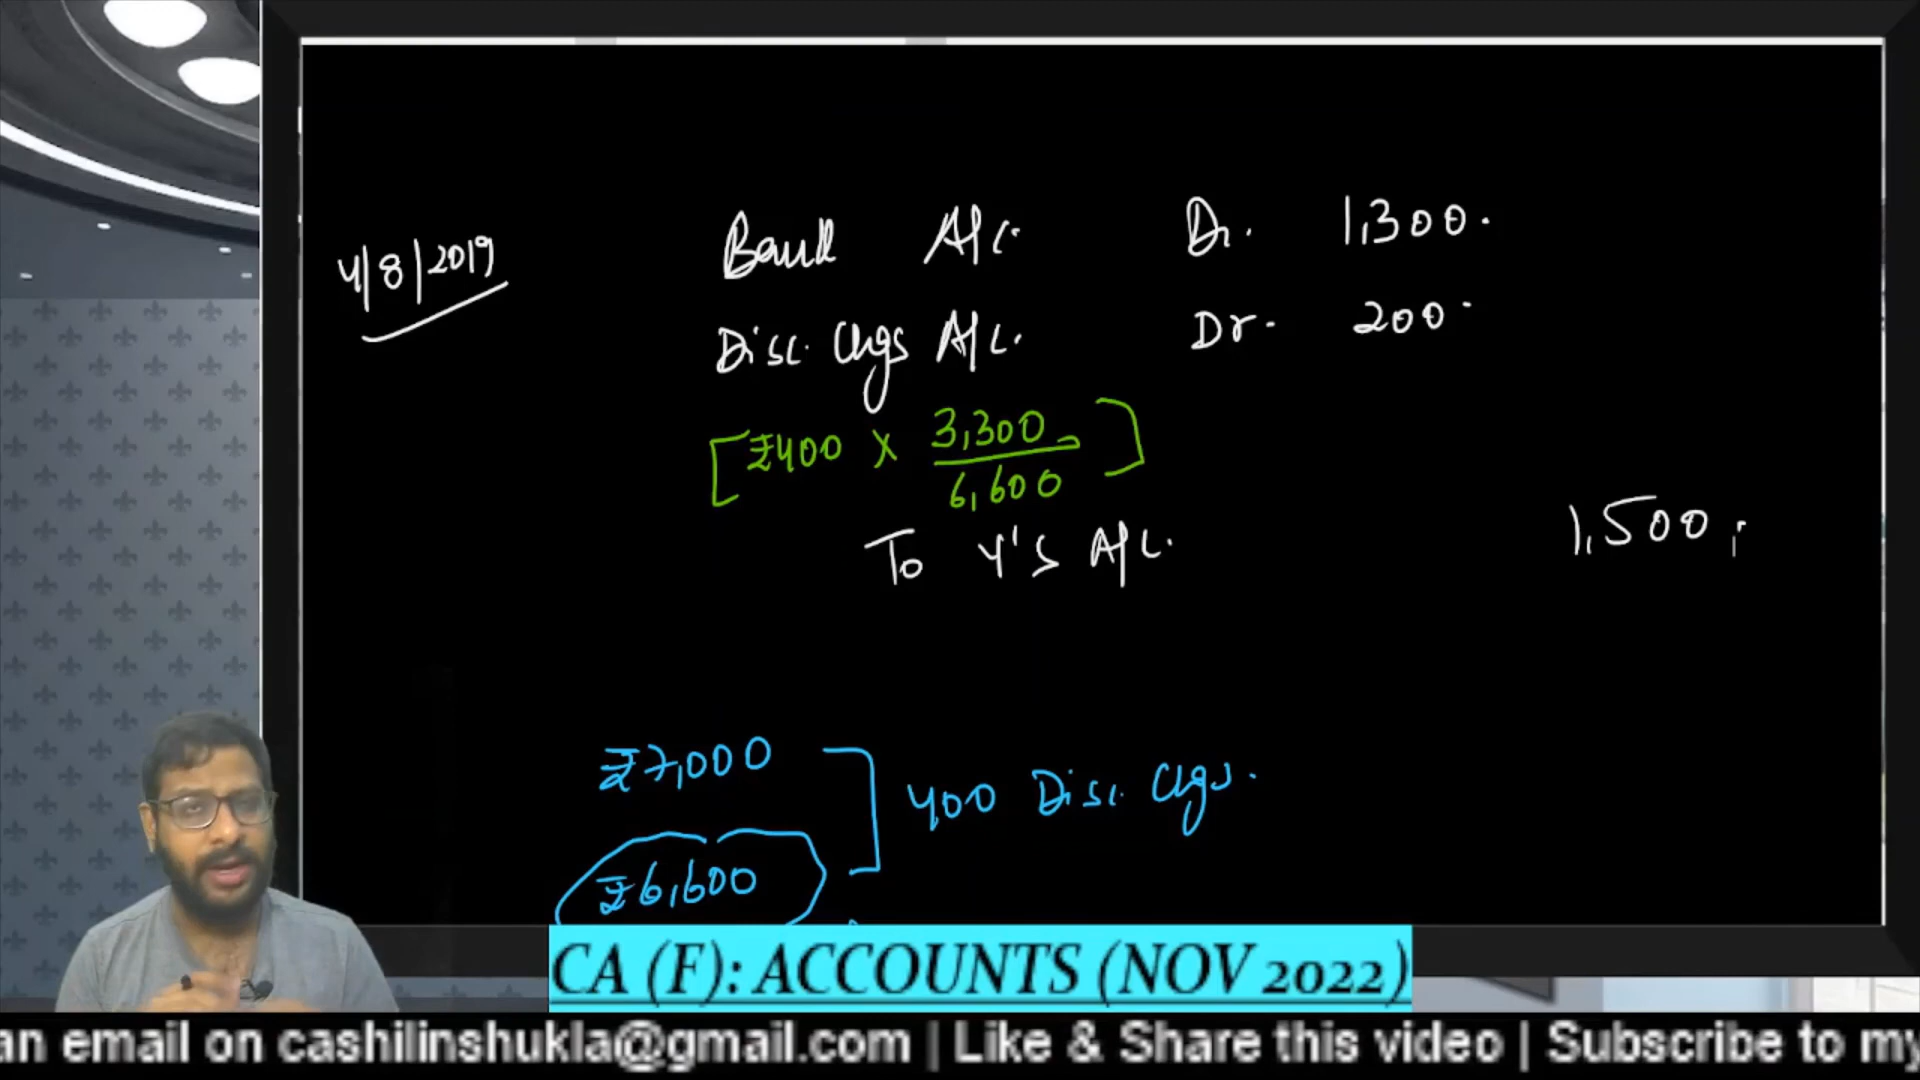 4/8/2019
Bank A/c. Dr. 1,300.
Disc. Chgs A/c. Dr. 200.
[₹400 X 3,300
6,600]
To Y's A/c. 1,500
₹7,000
400 Disc. Chgs.
₹6,600
CA (F): ACCOUNTS (NOV 2022)
an email on cashilinshukla@gmail.com | Like & Share this video | Subscribe to my